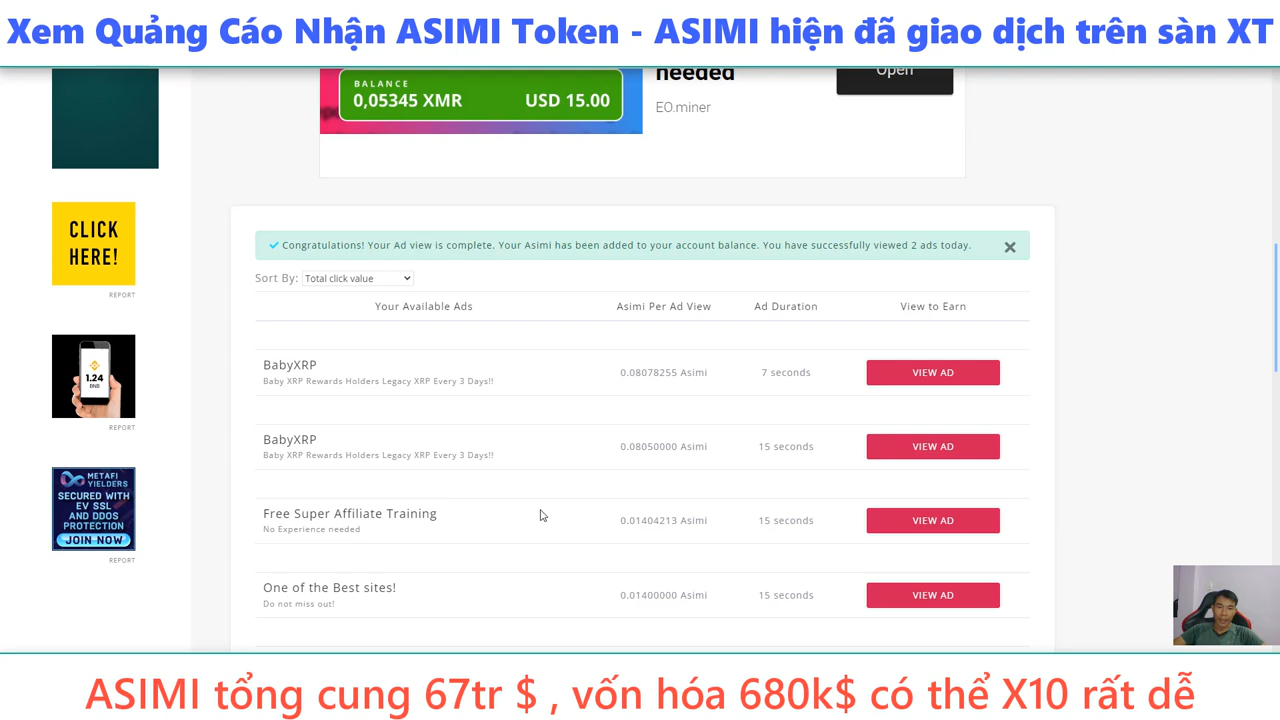 Xem Quảng Cáo Nhận ASIMI Token - ASIMI hiện đã giao dịch trên sàn XT
needed
Open
BALANCE
0,05345 XMR USD 15.00
EO.miner
CLICK
HERE!
REPORT
1.24
BNB
REPORT
METAFI
YIELDERS
SECURED WITH
EV SSL
AND DDOS
PROTECTION
JOIN NOW
REPORT
Congratulations! Your Ad view is complete. Your Asimi has been added to your account balance. You have successfully viewed 2 ads today.
Sort By: Total click value
Your Available Ads Asimi Per Ad View Ad Duration View to Earn
BabyXRP
Baby XRP Rewards Holders Legacy XRP Every 3 Days!!
0.08078255 Asimi 7 seconds VIEW AD
BabyXRP
Baby XRP Rewards Holders Legacy XRP Every 3 Days!!
0.08050000 Asimi 15 seconds VIEW AD
Free Super Affiliate Training
No Experience needed
0.01404213 Asimi 15 seconds VIEW AD
One of the Best sites!
Do not miss out!
0.01400000 Asimi 15 seconds VIEW AD
ASIMI tổng cung 67tr $ , vốn hóa 680k$ có thể X10 rất dễ